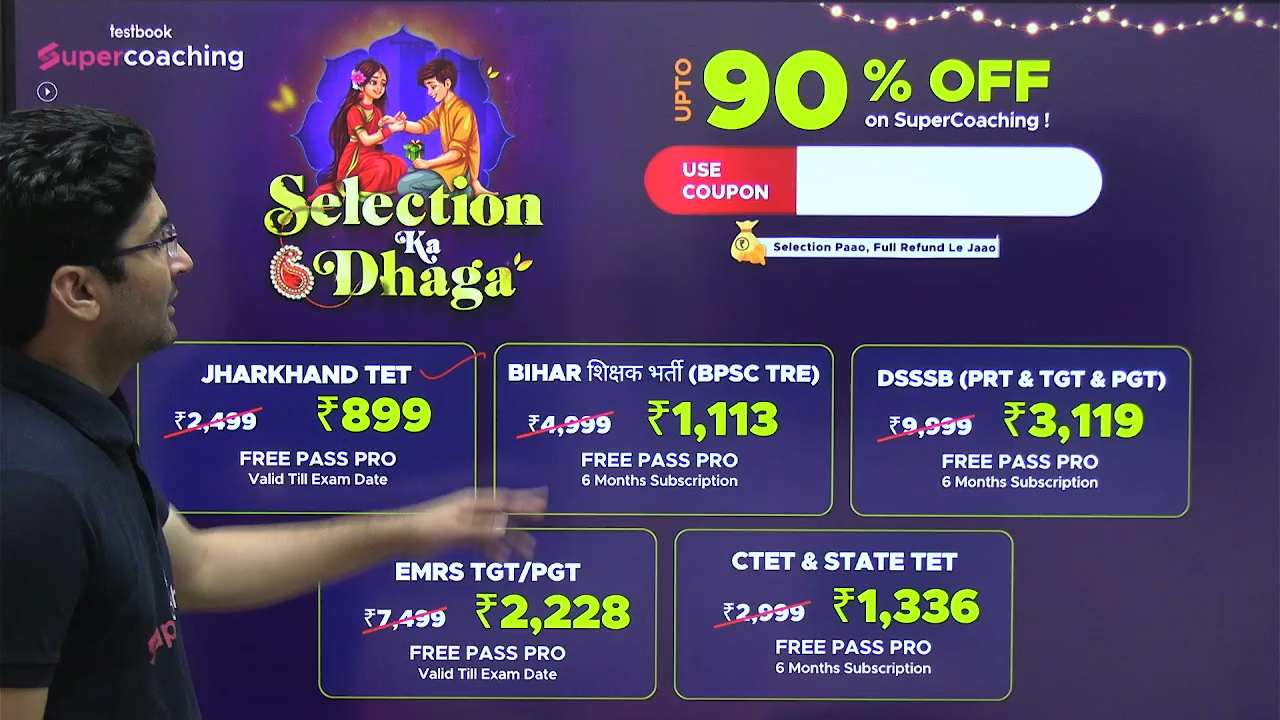 testbook
Supercoaching
Selection
Ka
Dhaga
UPTO
90% OFF
on SuperCoaching !
USE
COUPON
Selection Paao, Full Refund Le Jaao
JHARKHAND TET
₹2,499 ₹899
FREE PASS PRO
Valid Till Exam Date
BIHAR शिक्षक भर्ती (BPSC TRE)
₹4,999 ₹1,113
FREE PASS PRO
6 Months Subscription
DSSSB (PRT & TGT & PGT)
₹9,999 ₹3,119
FREE PASS PRO
6 Months Subscription
EMRS TGT/PGT
₹7,499 ₹2,228
FREE PASS PRO
Valid Till Exam Date
CTET & STATE TET
₹2,999 ₹1,336
FREE PASS PRO
6 Months Subscription